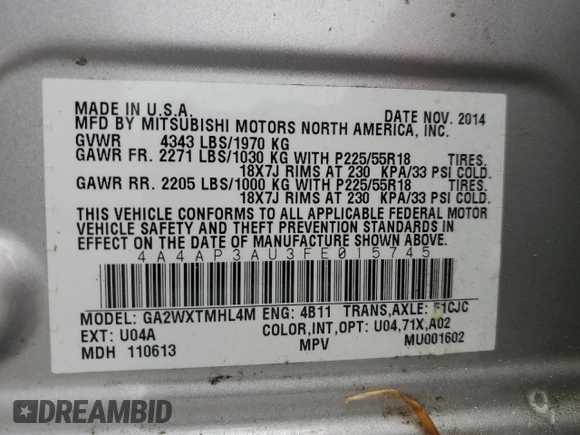 MADE IN U.S.A. DATE NOV. 2014
MFD BY MITSUBISHI MOTORS NORTH AMERICA, INC.
GVWR 4343 LBS/1970 KG
GAWR FR. 2271 LBS/1030 KG WITH P225/55R18 TIRES.
18X7J RIMS AT 230 KPA/33 PSI COLD.
GAWR RR. 2205 LBS/1000 KG WITH P225/55R18 TIRES.
18X7J RIMS AT 230 KPA/33 PSI COLD.
THIS VEHICLE CONFORMS TO ALL APPLICABLE FEDERAL MOTOR
VEHICLE SAFETY AND THEFT PREVENTION STANDARDS IN
EFFECT ON THE DATE OF MANUFACTURE SHOWN ABOVE.
4A4AP3AU3FE015745
MODEL: GA2WXTMHL4M ENG: 4B11 TRANS,AXLE: F1CJC
EXT: U04A COLOR,INT,OPT: U04,71X,A02
MDH 110613 MPV MU001602
DREAMBID